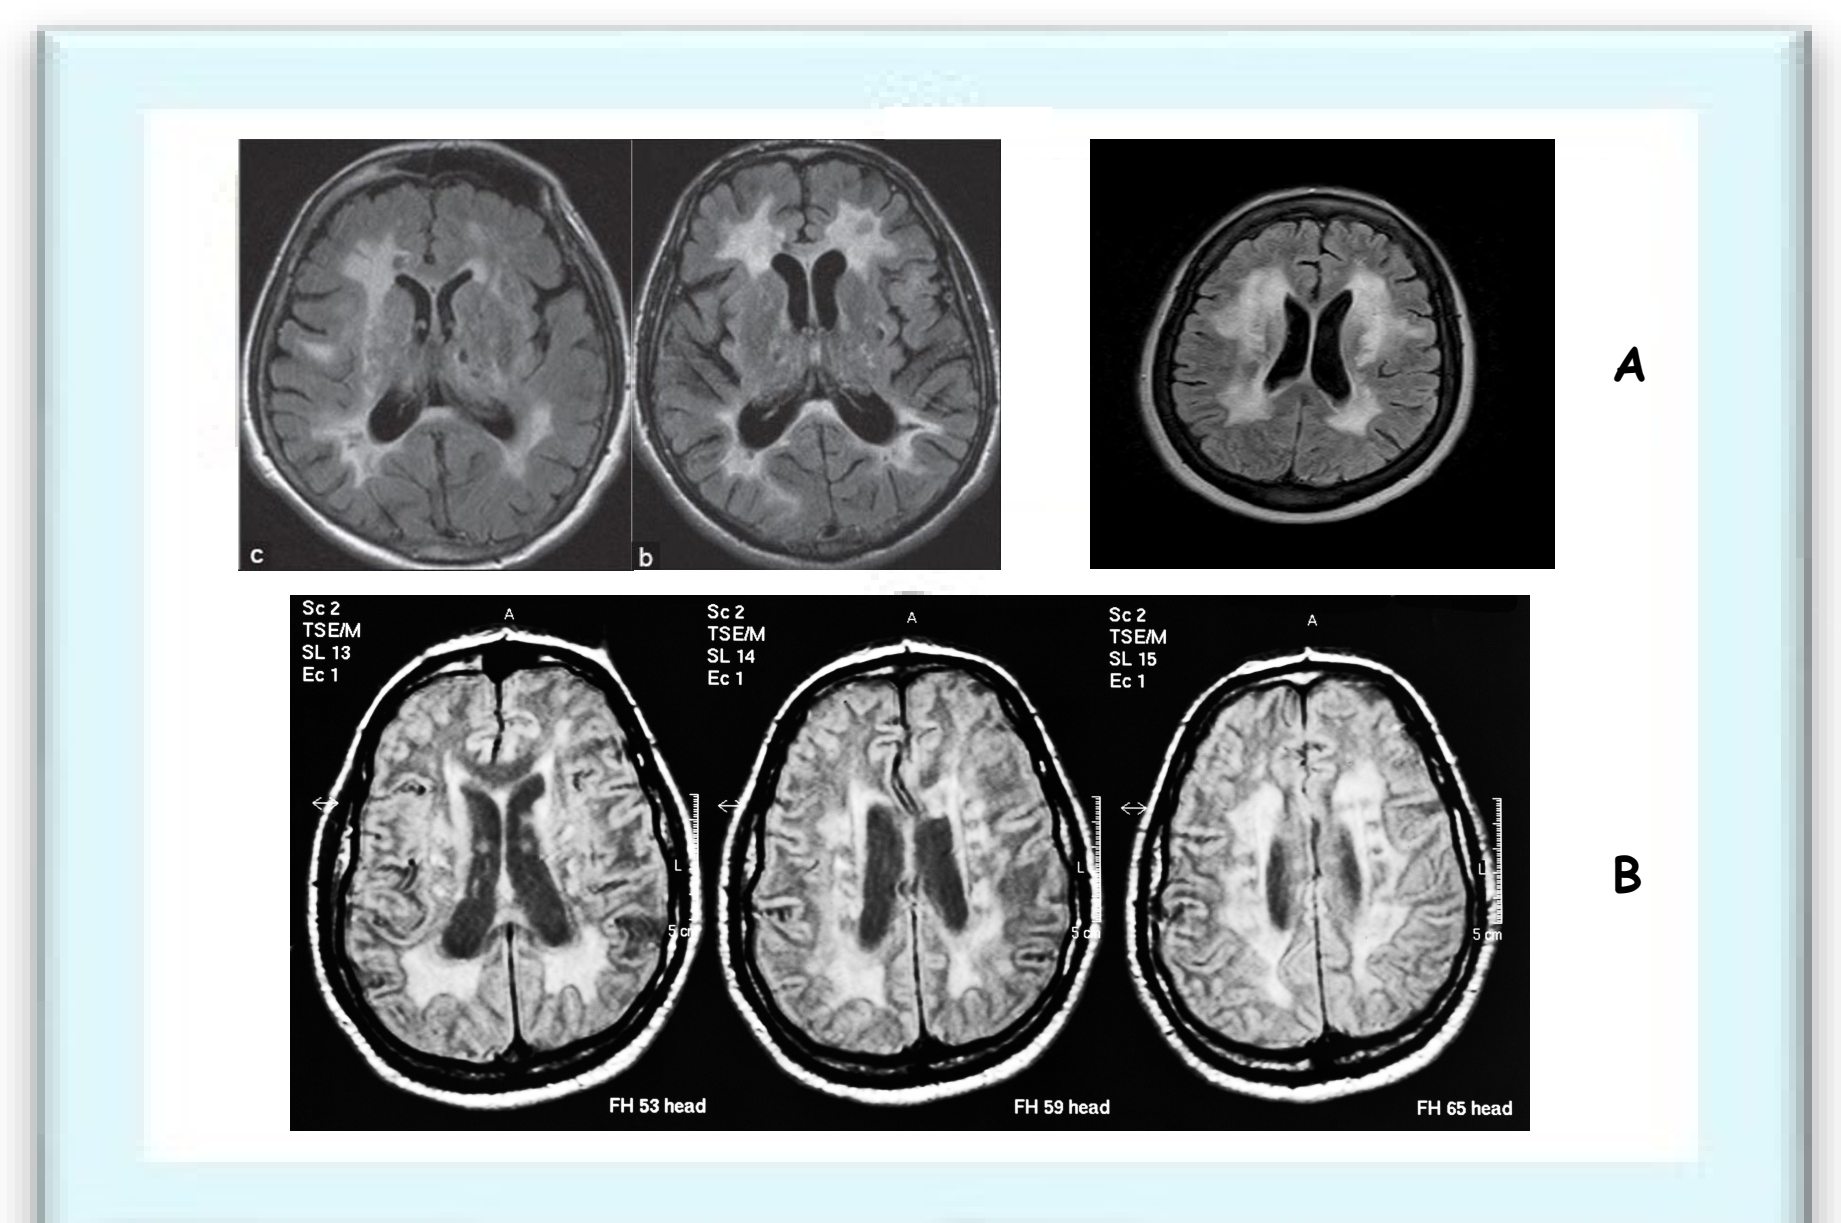 c
b
A
Sc 2
TSE/M
SL 13
Ec 1
A
L
5 cm
FH 53 head
Sc 2
TSE/M
SL 14
Ec 1
A
L
5 cm
FH 59 head
Sc 2
TSE/M
SL 15
Ec 1
A
L
5 cm
FH 65 head
B